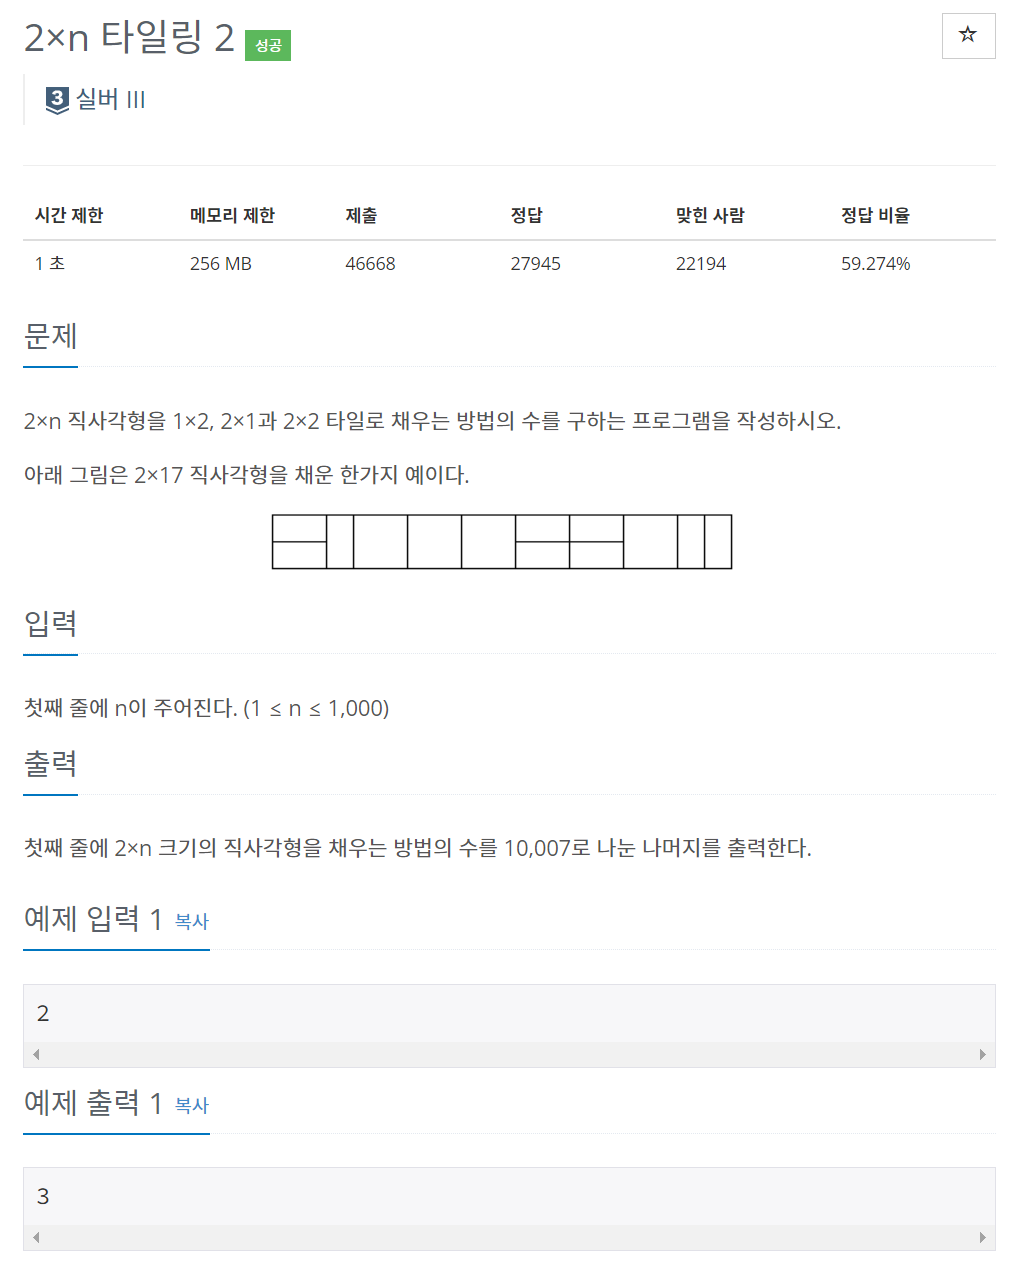 2×n 타일링 2 성공
3 실버 III
시간 제한 메모리 제한 제출 정답 맞힌 사람 정답 비율
1 초 256 MB 46668 27945 22194 59.274%
문제
2×n 직사각형을 1×2, 2×1과 2×2 타일로 채우는 방법의 수를 구하는 프로그램을 작성하시오.
아래 그림은 2×17 직사각형을 채운 한가지 예이다.
입력
첫째 줄에 n이 주어진다. (1 ≤ n ≤ 1,000)
출력
첫째 줄에 2×n 크기의 직사각형을 채우는 방법의 수를 10,007로 나눈 나머지를 출력한다.
예제 입력 1 복사
2
예제 출력 1 복사
3